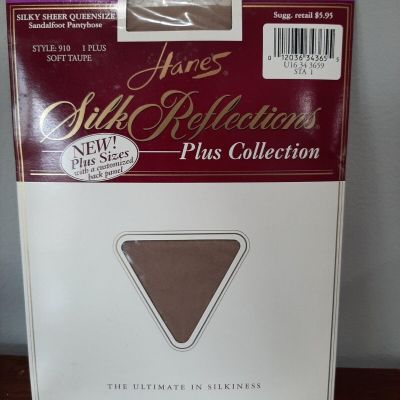 SILKY SHEER QUEENSIZE
Sandalfoot Pantyhose
STYLE: 910 1 PLUS
SOFT TAUPE
Sugg. retail $5.95
0 12036 34365 5
U16 34 3659
STA 1
Hanes
Silk Reflections
Plus Collection
NEW!
Plus Sizes
with a customized
back panel
THE ULTIMATE IN SILKINESS